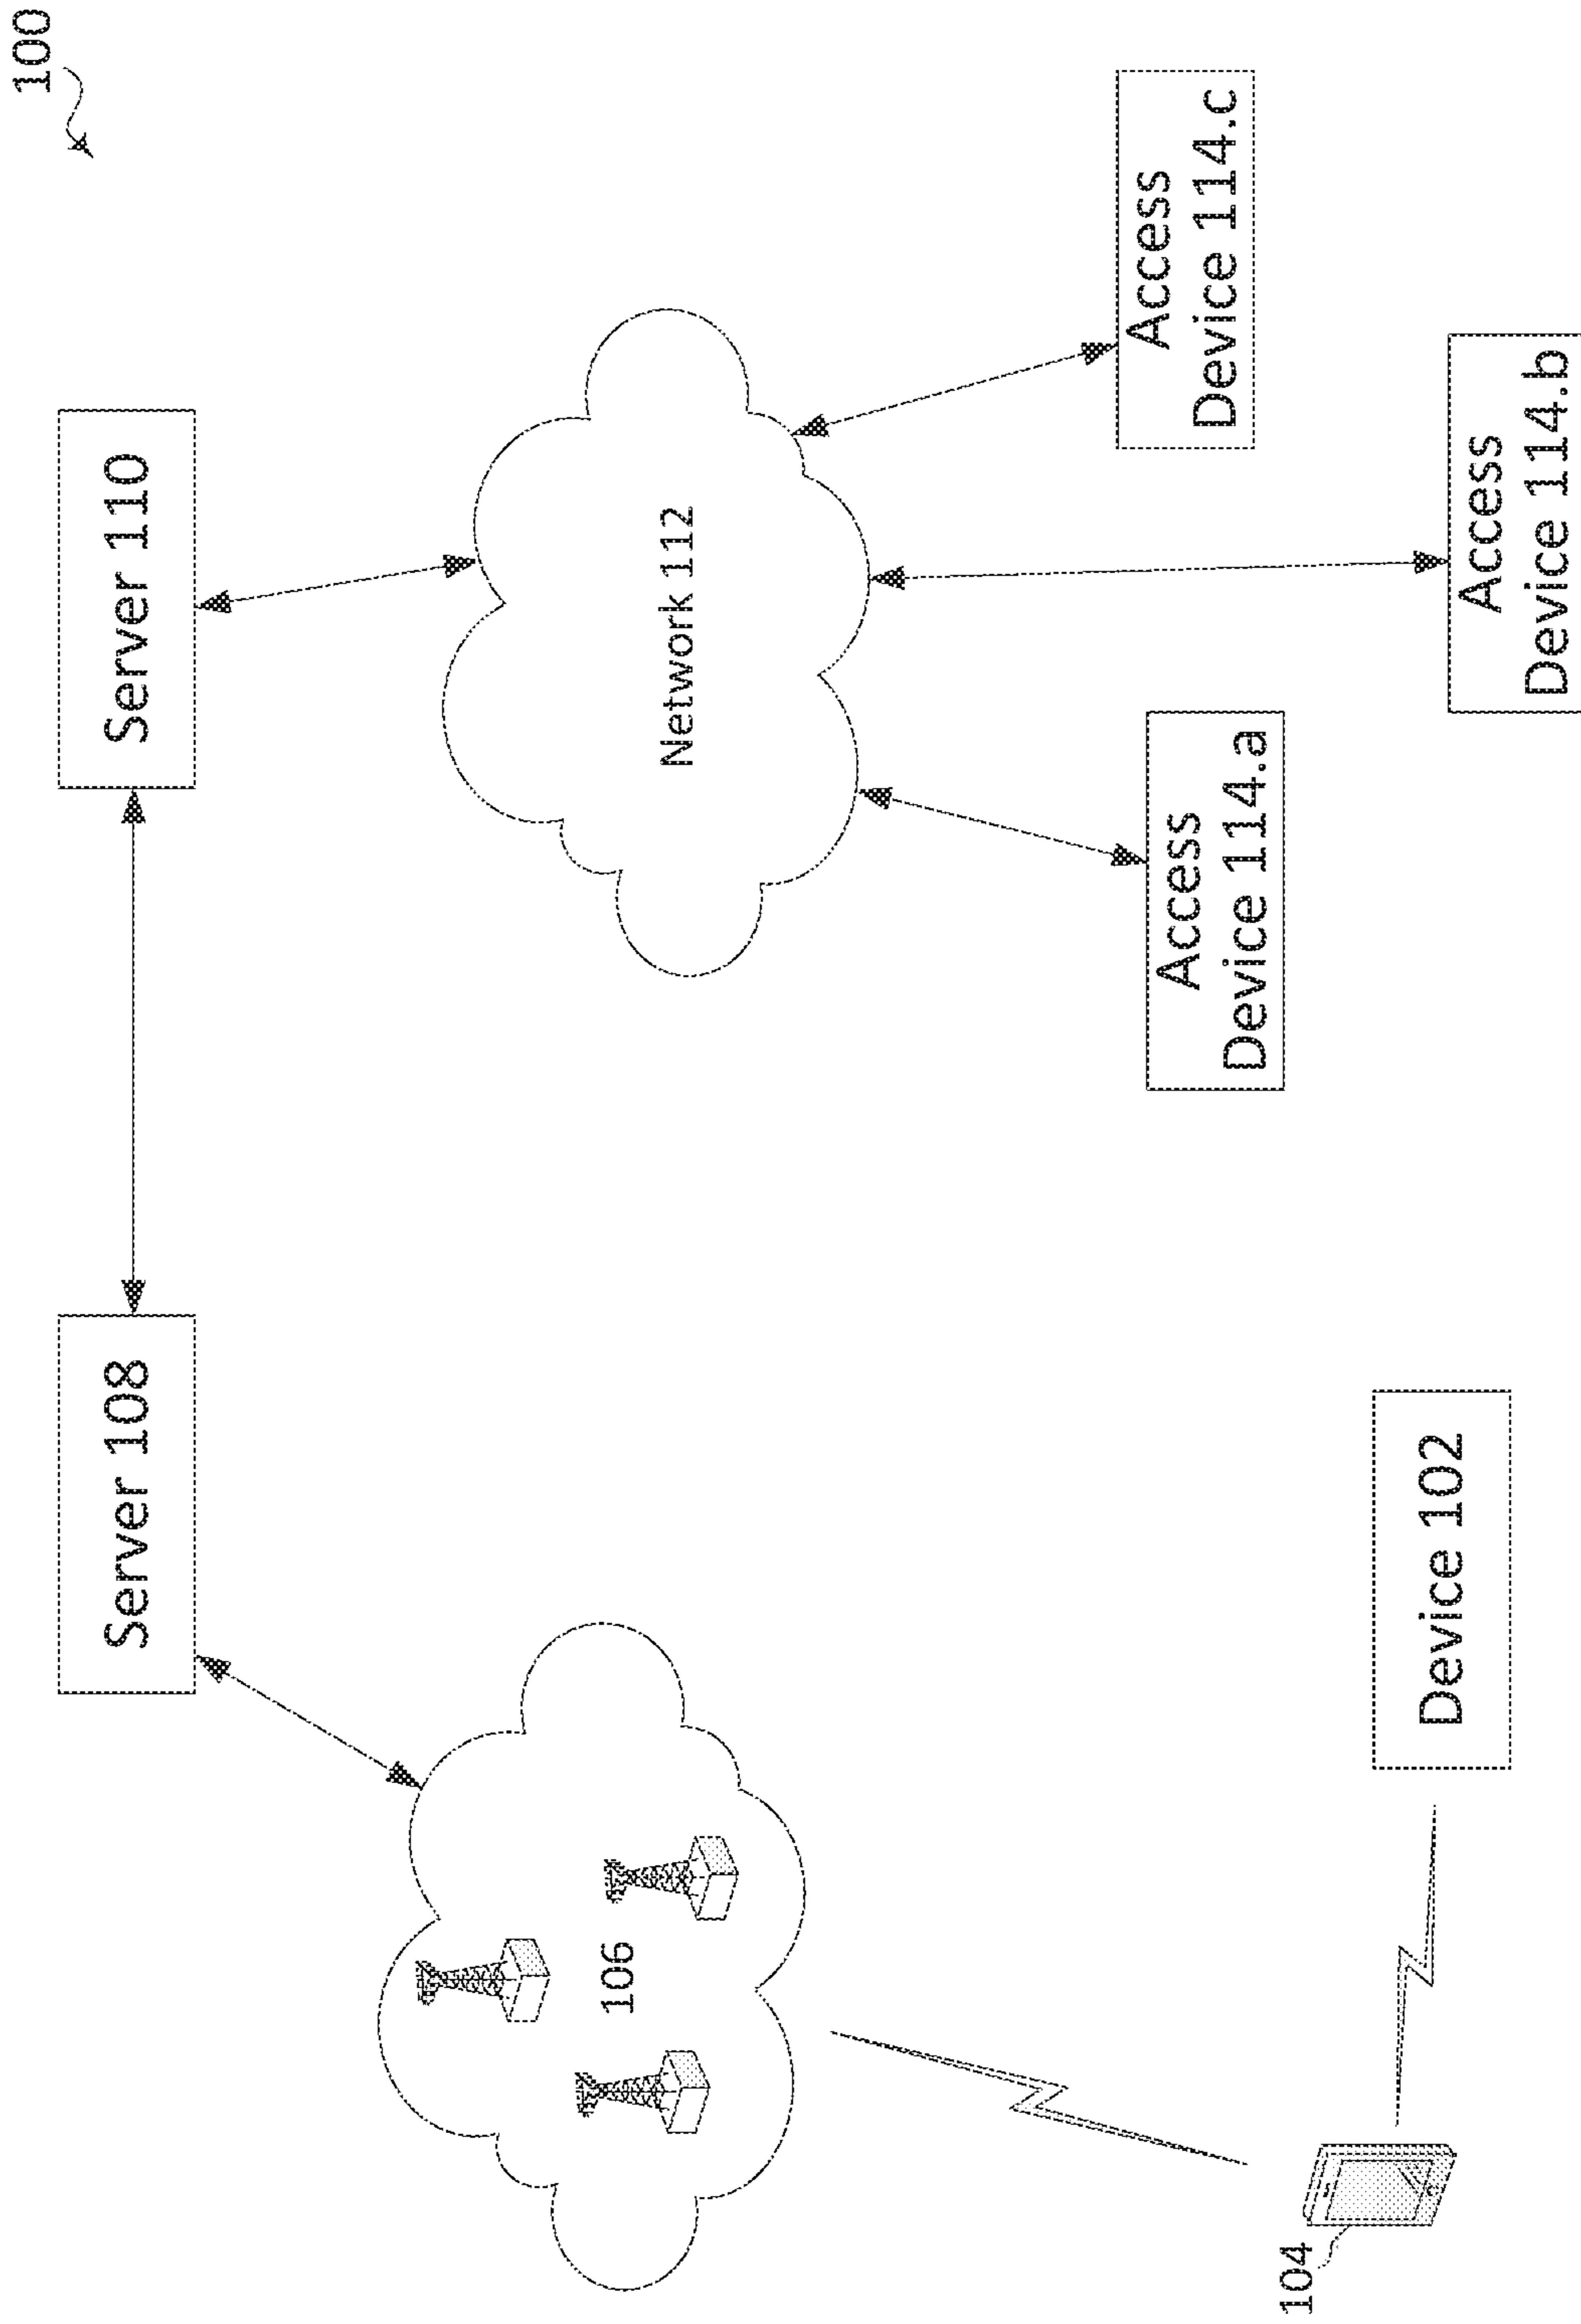 100
Server 108
Server 110
106
Network 112
104
Device 102
Access
Device 114.a
Access
Device 114.b
Access
Device 114.c